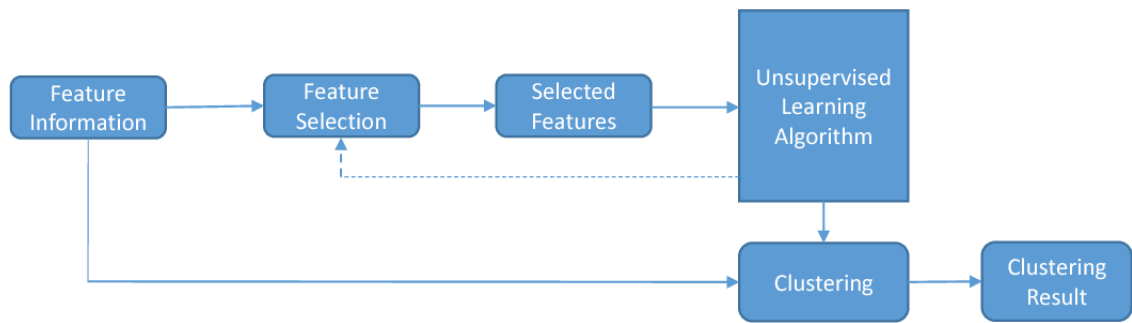 Feature
Information
Feature
Selection
Selected
Features
Unsupervised
Learning
Algorithm
Clustering
Clustering
Result